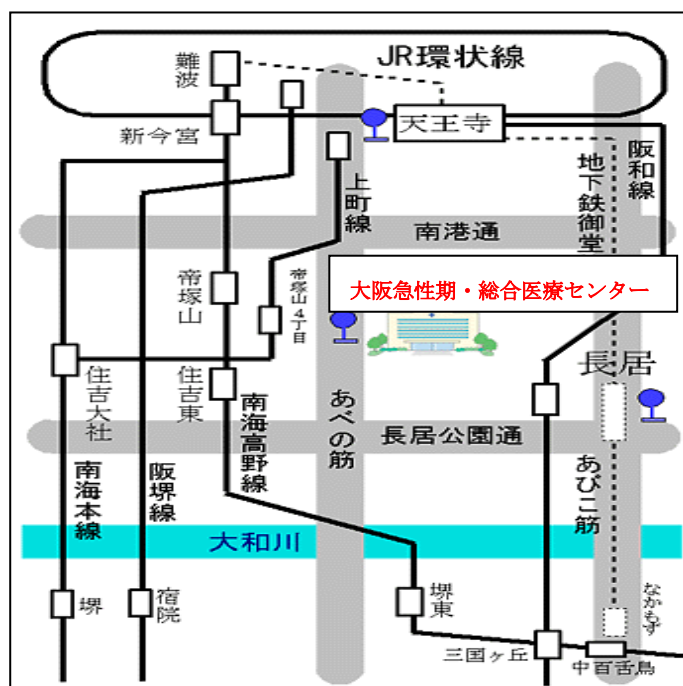 JR環状線
難波
新今宮
天王寺
阪和線
地下鉄御堂
上町線
南港通
帝塚山
帝塚山4丁目
大阪急性期・総合医療センター
住吉大社
住吉東
長居
あべの筋
南海高野線
長居公園通
南海本線
阪堺線
あびこ筋
大和川
堺
宿院
堺東
なかもず
三国ヶ丘
中百舌鳥